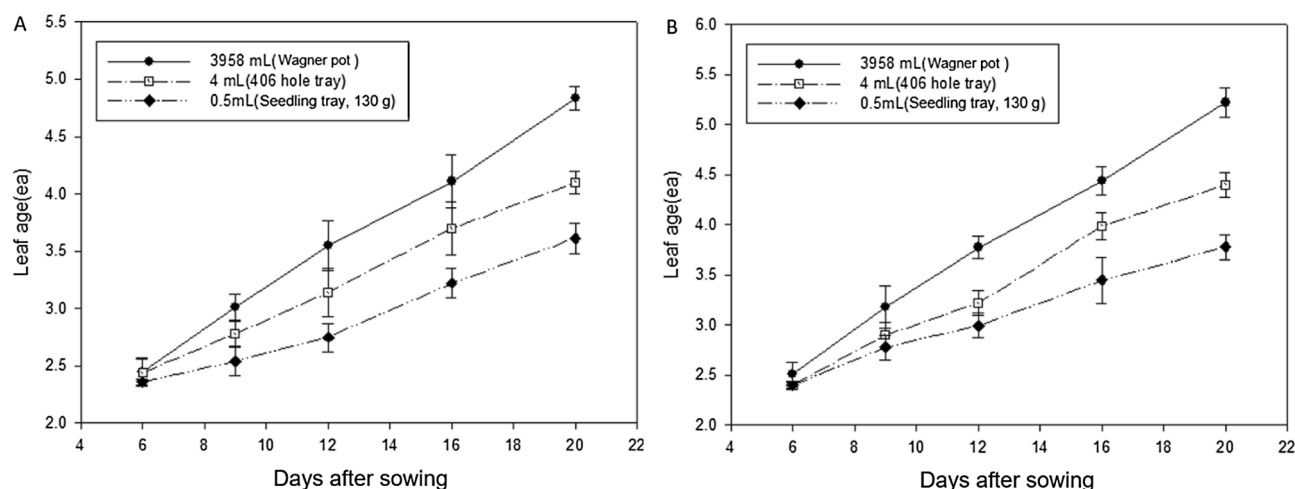 A
5.5
5.0
4.5
4.0
3.5
3.0
2.5
2.0
Leaf age(ea)
3958 mL(Wagner pot)
4 mL(406 hole tray)
0.5mL(Seedling tray, 130 g)
4 6 8 10 12 14 16 18 20 22
Days after sowing
B
6.0
5.5
5.0
4.5
4.0
3.5
3.0
2.5
2.0
Leaf age(ea)
3958 mL(Wagner pot)
4 mL(406 hole tray)
0.5mL(Seedling tray, 130 g)
4 6 8 10 12 14 16 18 20 22
Days after sowing